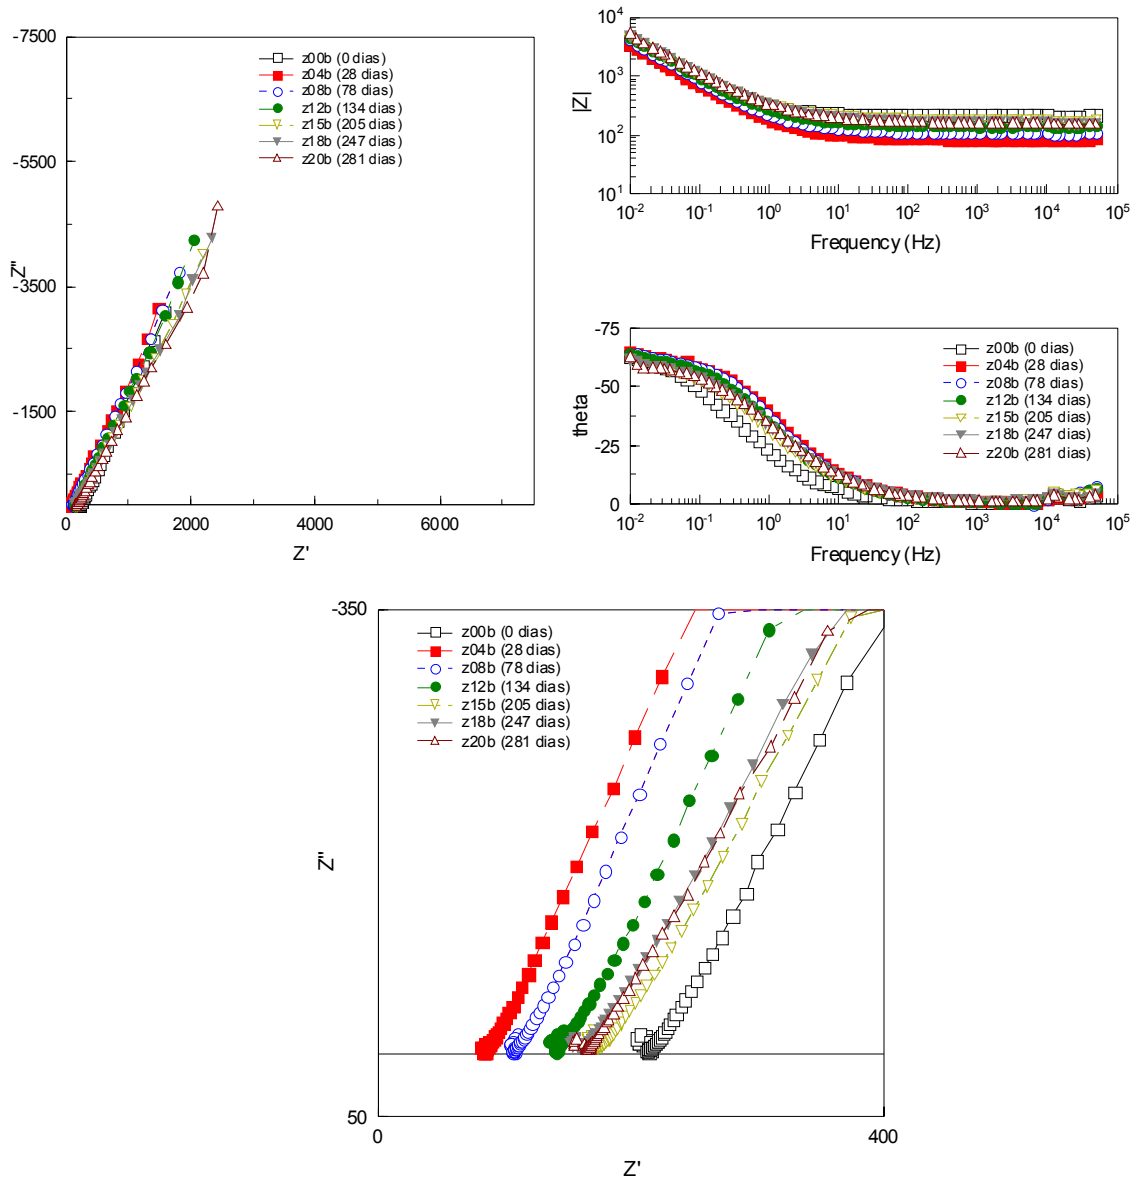 -7500
-5500
-3500
-1500
0
0
2000
4000
6000
Z'
Z''
z00b (0 dias)
z04b (28 dias)
z08b (78 dias)
z12b (134 dias)
z15b (205 dias)
z18b (247 dias)
z20b (281 dias)
10^4
10^3
10^2
10^1
|Z|
10^-2
10^-1
10^0
10^1
10^2
10^3
10^4
10^5
Frequency (Hz)
-75
-50
-25
0
theta
z00b (0 dias)
z04b (28 dias)
z08b (78 dias)
z12b (134 dias)
z15b (205 dias)
z18b (247 dias)
z20b (281 dias)
10^-2
10^-1
10^0
10^1
10^2
10^3
10^4
10^5
Frequency (Hz)
-350
50
Z''
z00b (0 dias)
z04b (28 dias)
z08b (78 dias)
z12b (134 dias)
z15b (205 dias)
z18b (247 dias)
z20b (281 dias)
0
400
Z'